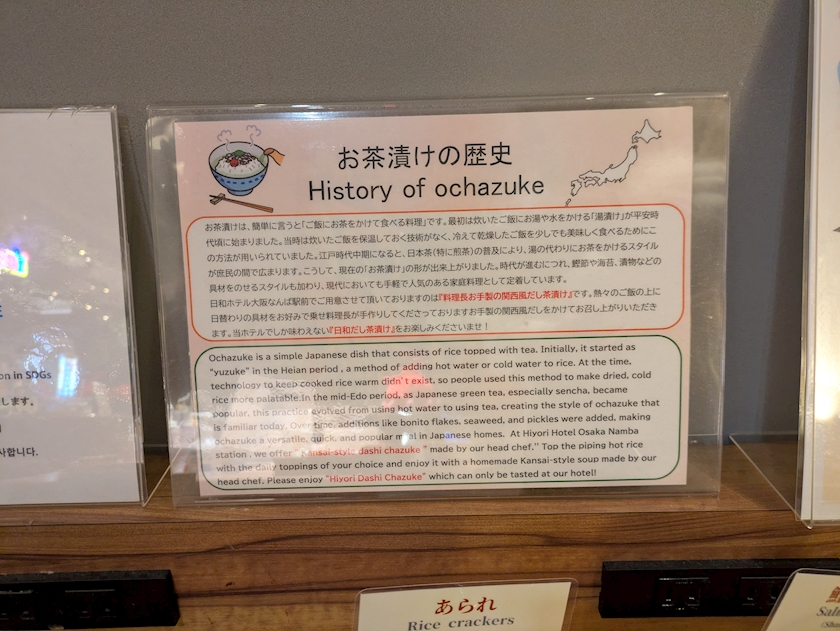 お茶漬けの歴史
History of ochazuke
お茶漬けは、簡単に言うと「ご飯にお茶をかけて食べる料理」です。最初は炊いたご飯にお湯や水をかける「湯漬け」が平安時
代頃に始まりました。当時は炊いたご飯を保温しておく技術がなく、冷えて乾燥したご飯を少しでも美味しく食べるためにこ
の方法が用いられていました。江戸時代中期になると、日本茶(特に煎茶)の普及により、湯の代わりにお茶をかけるスタイル
が庶民の間で広まります。こうして、現在の「お茶漬け」の形が出来上がりました。時代が進むにつれ、鰹節や海苔、漬物などの
具材をのせるスタイルも加わり、現代においても手軽で人気のある家庭料理として定着しています。
日和ホテル大阪なんば駅前でご用意させて頂いておりますのは『料理長お手製の関西風だし茶漬け』です。熱々のご飯の上に
日替わりの具材をお好みで乗せ料理長が手作りしてくださっておりますお手製の関西風だしをかけてお召し上がりいただき
ます。当ホテルでしか味わえない『日和だし茶漬け』をお楽しみくださいませ！
Ochazuke is a simple Japanese dish that consists of rice topped with tea. Initially, it started as
"yuzuke" in the Heian period , a method of adding hot water or cold water to rice. At the time,
technology to keep cooked rice warm didn't exist, so people used this method to make dried, cold
rice more palatable.In the mid-Edo period, as Japanese green tea, especially sencha, became
popular, this practice evolved from using hot water to using tea, creating the style of ochazuke that
is familiar today. Over time, additions like bonito flakes, seaweed, and pickles were added, making
ochazuke a versatile, quick, and popular meal in Japanese homes. At Hiyori Hotel Osaka Namba
station , we offer " Kansai-style dashi chazuke " made by our head chef." Top the piping hot rice
with the daily toppings of your choice and enjoy it with a homemade Kansai-style soup made by our
head chef. Please enjoy "Hiyori Dashi Chazuke" which can only be tasted at our hotel!
on in SDGs
します。
사합니다.
あられ
Rice crackers